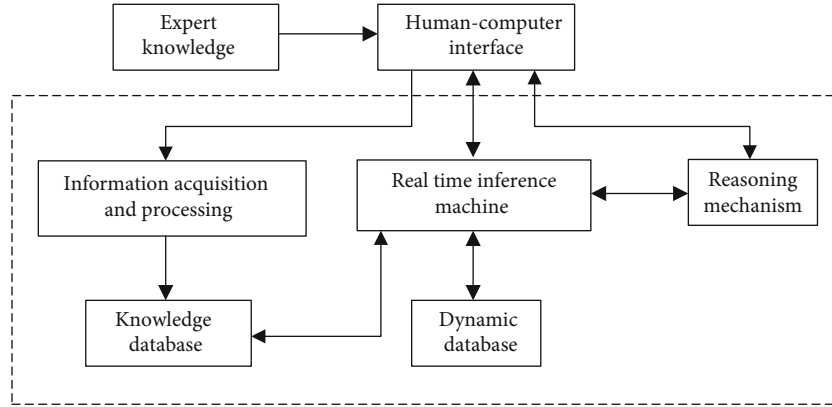 Expert
knowledge
Human-computer
interface
Information acquisition
and processing
Real time inference
machine
Reasoning
mechanism
Knowledge
database
Dynamic
database